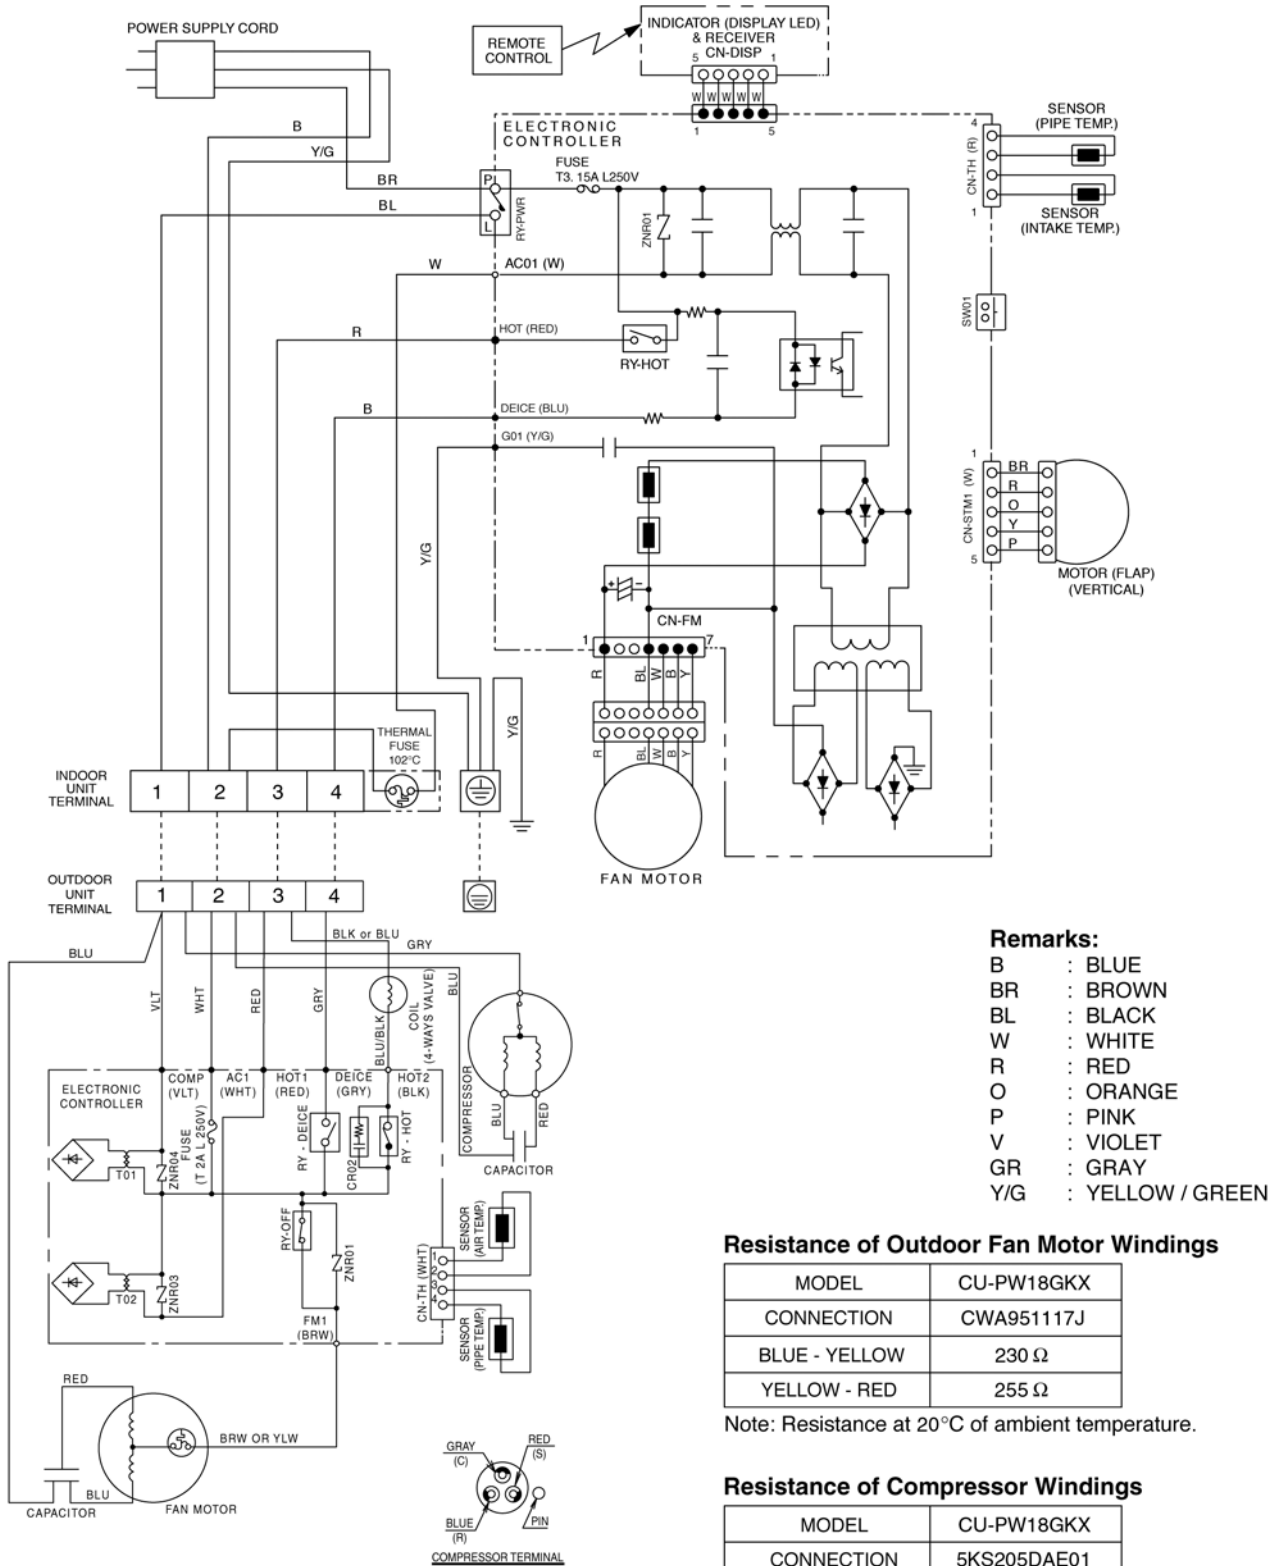 POWER SUPPLY CORD
REMOTE
CONTROL
INDICATOR (DISPLAY LED)
& RECEIVER
CN-DISP
5 1
W W W W W
1 5
ELECTRONIC
CONTROLLER
FUSE
T3. 15A L250V
SENSOR
(PIPE TEMP.)
4
CN-TH (R)
1
SENSOR
(INTAKE TEMP.)
B
Y/G
BR
BL
P
L
RY-PWR
ZNR01
W
AC01 (W)
SW01
R
HOT (RED)
RY-HOT
B
DEICE (BLU)
G01 (Y/G)
Y/G
1
CN-STM1 (W)
5
BR
R
O
Y
P
MOTOR (FLAP)
(VERTICAL)
+ -
CN-FM
1 7
R BL W B Y
R BL W B Y
FAN MOTOR
Y/G
THERMAL
FUSE
102°C
INDOOR
UNIT
TERMINAL
1 2 3 4
OUTDOOR
UNIT
TERMINAL
1 2 3 4
BLU
BLK or BLU
GRY
VLT
WHT
RED
GRY
BLU/BLK
COIL
(4-WAYS VALVE)
BLU
COMPRESSOR
BLU
RED
CAPACITOR
ELECTRONIC
CONTROLLER
COMP
(VLT)
AC1
(WHT)
HOT1
(RED)
DEICE
(GRY)
HOT2
(BLK)
FUSE
(T 2A L 250V)
RY - DEICE
CR02
RY - HOT
T01
ZNR04
RY-OFF
ZNR01
T02
ZNR03
FM1
(BRW)
CN-TH (WHT)
1
2
3
4
SENSOR
(AIR TEMP.)
SENSOR
(PIPE TEMP.)
RED
BRW OR YLW
BLU
CAPACITOR
FAN MOTOR
GRAY
(C)
RED
(S)
BLUE
(R)
PIN
COMPRESSOR TERMINAL
Remarks:
B : BLUE
BR : BROWN
BL : BLACK
W : WHITE
R : RED
O : ORANGE
P : PINK
V : VIOLET
GR : GRAY
Y/G : YELLOW / GREEN
Resistance of Outdoor Fan Motor Windings
MODEL CU-PW18GKX
CONNECTION CWA951117J
BLUE - YELLOW 230 Ω
YELLOW - RED 255 Ω
Note: Resistance at 20°C of ambient temperature.
Resistance of Compressor Windings
MODEL CU-PW18GKX
CONNECTION 5KS205DAE01